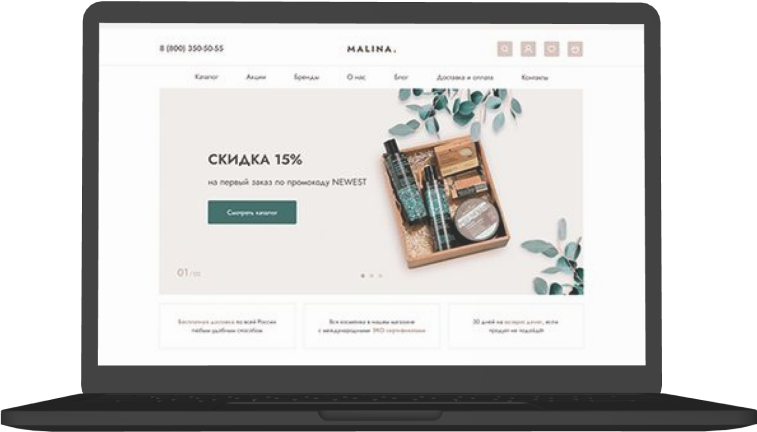 8 (800) 350-50-55
MALINA.
Каталог Акции Бренды О нас Блог Доставка и оплата Контакты
СКИДКА 15%
на первый заказ по промокоду NEWEST
Смотреть каталог
01 / 03
Бесплатная доставка по всей России
любым удобным способом
Вся косметика в нашем магазине
с международными ЭКО сертификатами
30 дней на возврат денег, если
продукт не подойдёт